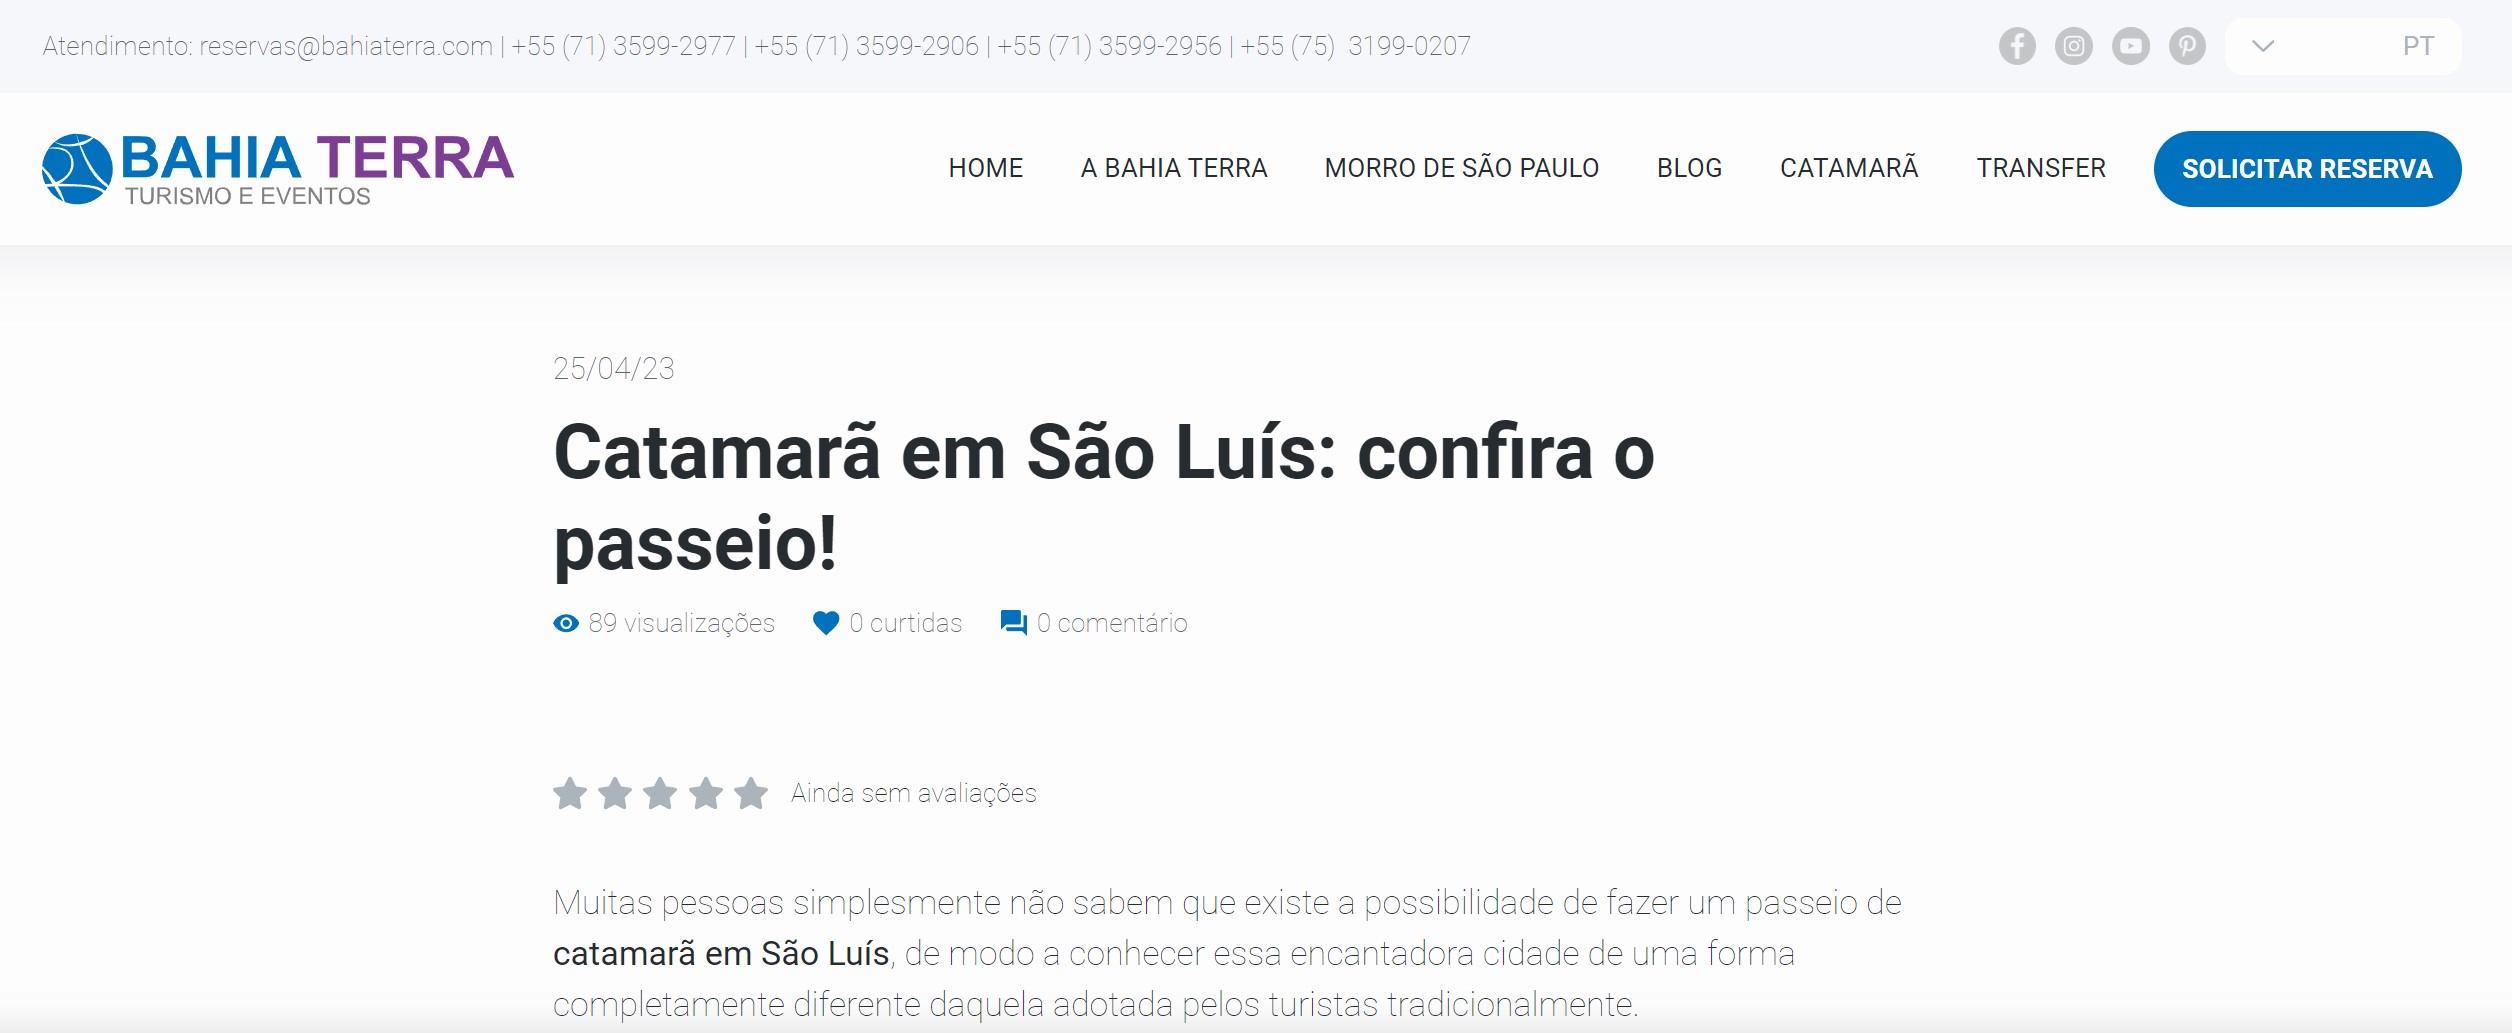 Atendimento: reservas@bahiaterra.com | +55 (71) 3599-2977 | +55 (71) 3599-2906 | +55 (71) 3599-2956 | +55 (75)  3199-0207
PT
BAHIA TERRA
TURISMO E EVENTOS
HOME
A BAHIA TERRA
MORRO DE SÃO PAULO
BLOG
CATAMARÃ
TRANSFER
SOLICITAR RESERVA
25/04/23
Catamarã em São Luís: confira o
passeio!
89 visualizações
0 curtidas
0 comentário
Ainda sem avaliações
Muitas pessoas simplesmente não sabem que existe a possibilidade de fazer um passeio de
catamarã em São Luís, de modo a conhecer essa encantadora cidade de uma forma
completamente diferente daquela adotada pelos turistas tradicionalmente.